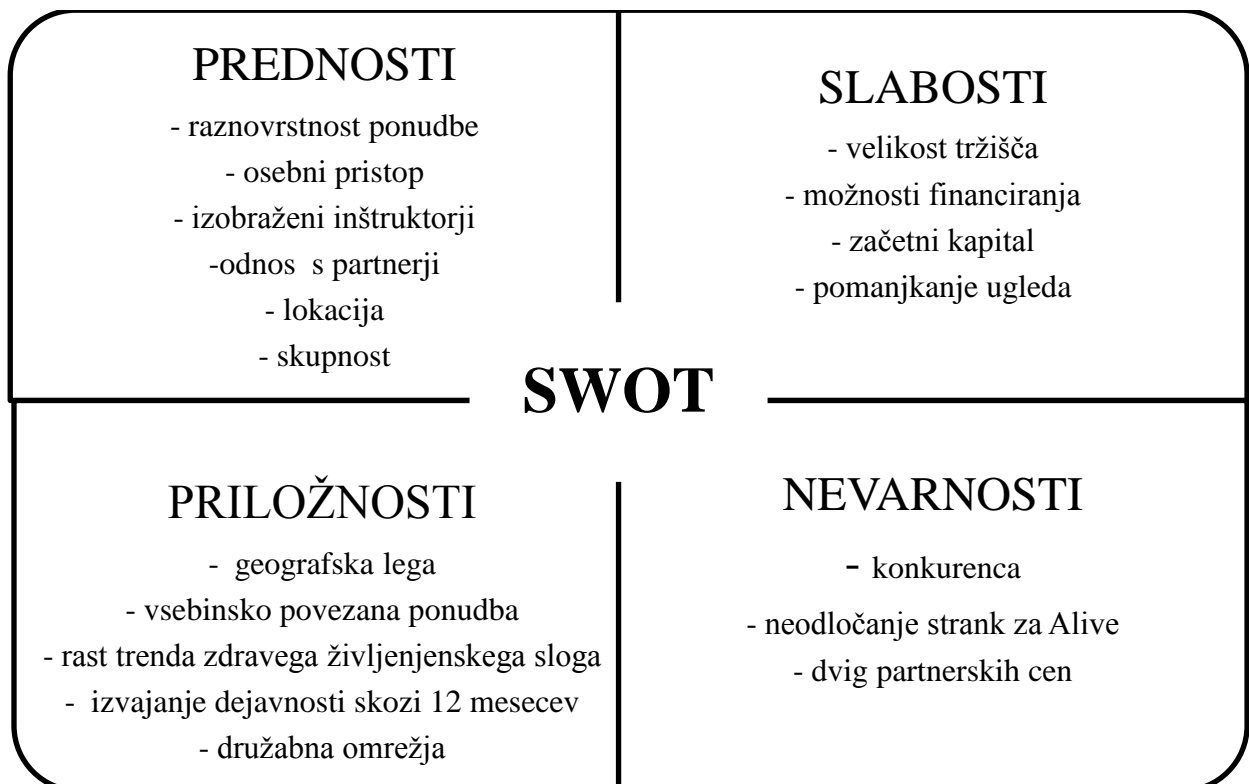 PREDNOSTI
- raznovrstnost ponudbe
- osebni pristop
- izobraženi inštruktorji
-odnos  s partnerji
- lokacija
- skupnost
SLABOSTI
- velikost tržišča
- možnosti financiranja
- začetni kapital
- pomanjkanje ugleda
SWOT
PRILOŽNOSTI
-  geografska lega
- vsebinsko povezana ponudba
- rast trenda zdravega življenjenskega sloga
-  izvajanje dejavnosti skozi 12 mesecev
- družabna omrežja
NEVARNOSTI
- konkurenca
- neodločanje strank za Alive
- dvig partnerskih cen